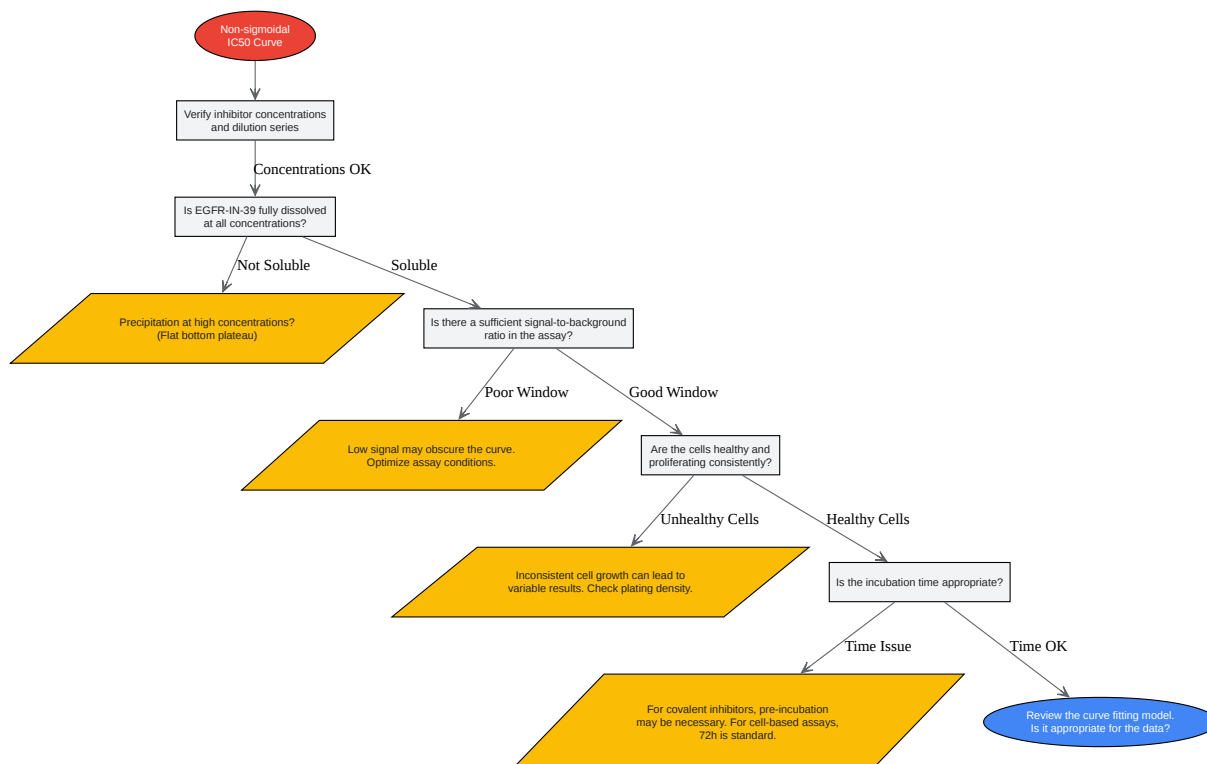 Non-sigmoidal
IC50 Curve
Verify inhibitor concentrations
and dilution series
Concentrations OK
Is EGFR-IN-39 fully dissolved
at all concentrations?
Not Soluble
Soluble
Precipitation at high concentrations?
(Flat bottom plateau)
Is there a sufficient signal-to-background
ratio in the assay?
Poor Window
Good Window
Low signal may obscure the curve.
Optimize assay conditions.
Are the cells healthy and
proliferating consistently?
Unhealthy Cells
Healthy Cells
Inconsistent cell growth can lead to
variable results. Check plating density.
Is the incubation time appropriate?
Time Issue
Time OK
For covalent inhibitors, pre-incubation
may be necessary. For cell-based assays,
72h is standard.
Review the curve fitting model.
Is it appropriate for the data?